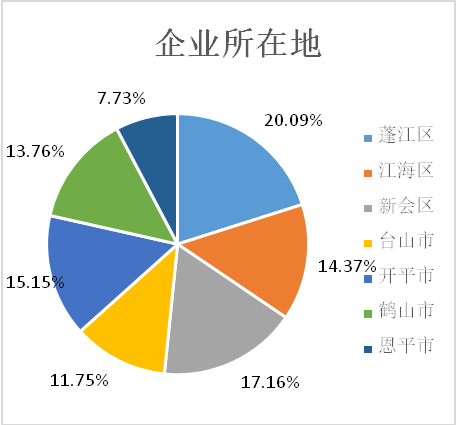 企业所在地
7.73%
20.09%
蓬江区
13.76%
江海区
新会区
台山市
14.37%
开平市
15.15%
鹤山市
恩平市
11.75%
17.16%